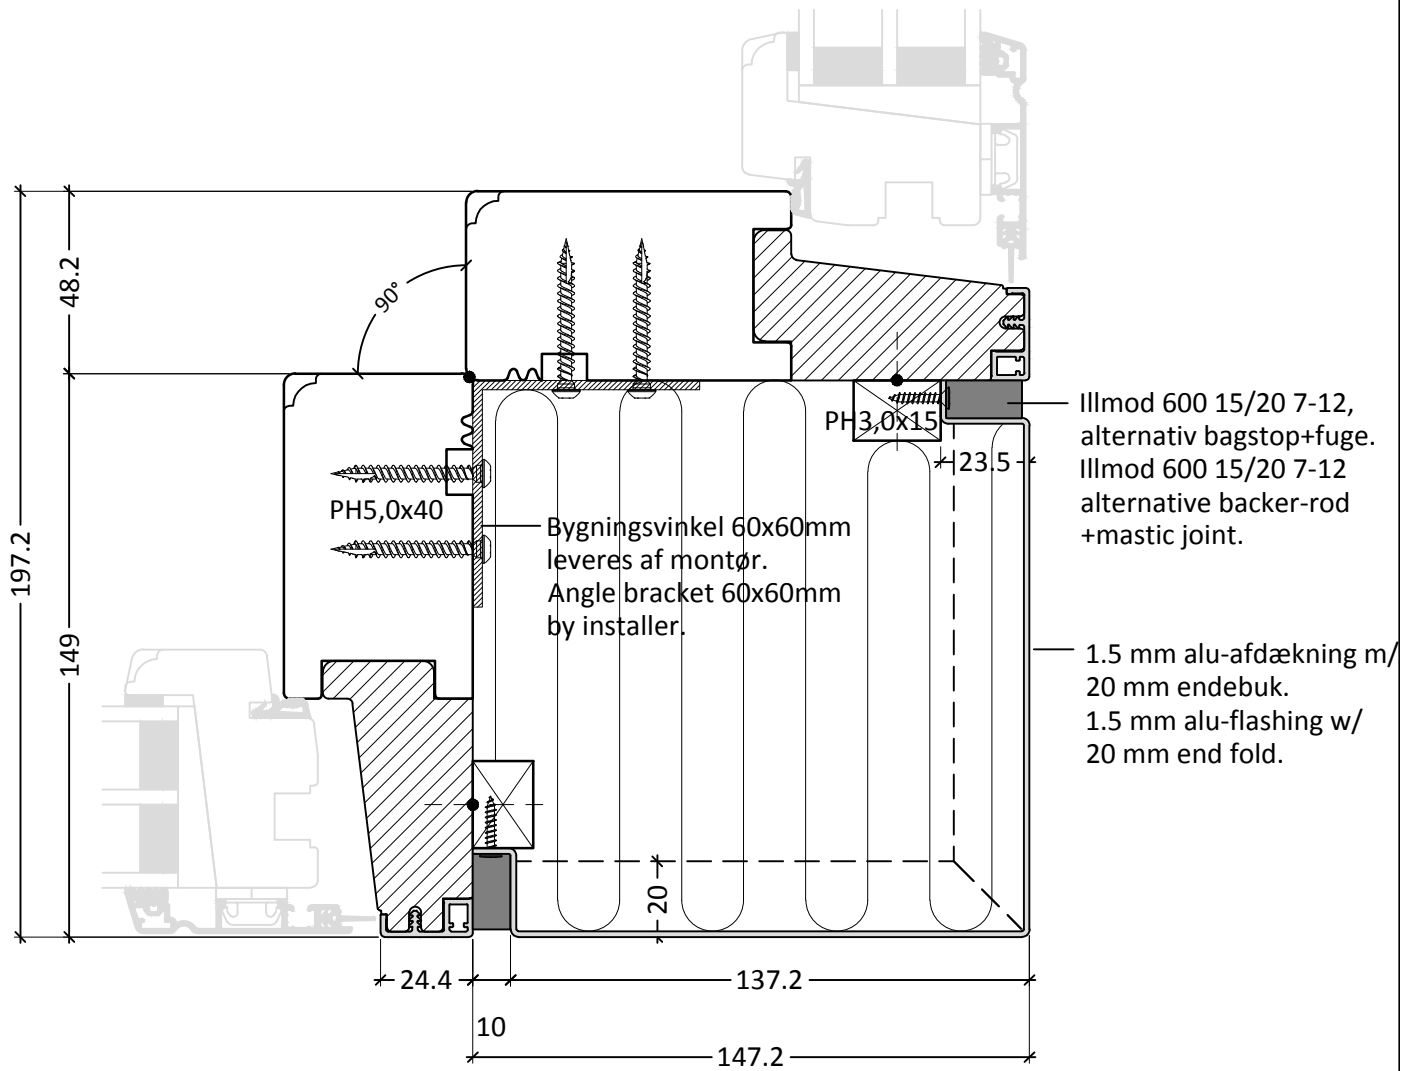 48.2
90°
197.2
149
PH5,0x40
PH3,0x15
23.5
Illmod 600 15/20 7-12,
alternativ bagstop+fuge.
Illmod 600 15/20 7-12
alternative backer-rod
+mastic joint.
Bygningsvinkel 60x60mm
leveres af montør.
Angle bracket 60x60mm
by installer.
1.5 mm alu-afdækning m/
20 mm endebuk.
1.5 mm alu-flashing w/
20 mm end fold.
20
24.4
137.2
10
147.2